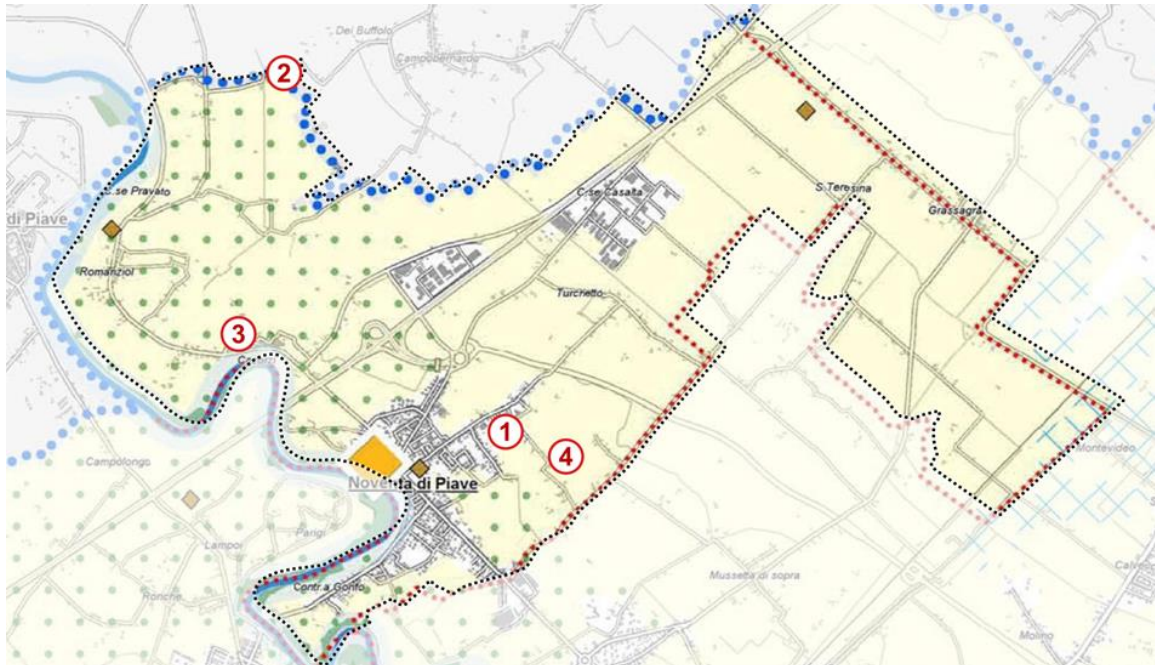 Dei Buffolo
Campobernardo
2
C.se Pravato
di Piave
S.Teresina
C.se Casalta
Grassaga
Romanziol
Turchetto
3
1
4
Campolongo
Noventa di Piave
Montevideo
Lampol
Parigi
Ronche
Contr.a Gonfo
Mussetta di sopra
Molino